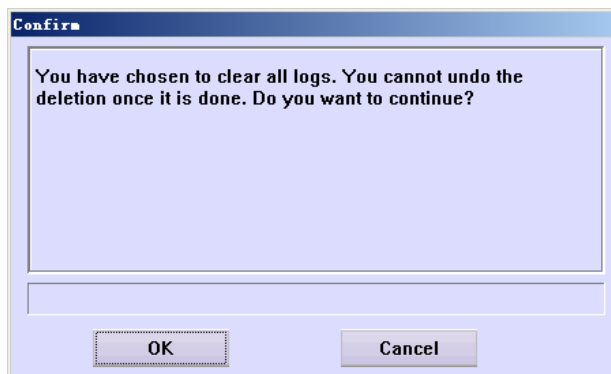 Confirm
You have chosen to clear all logs. You cannot undo the
deletion once it is done. Do you want to continue?
OK
Cancel